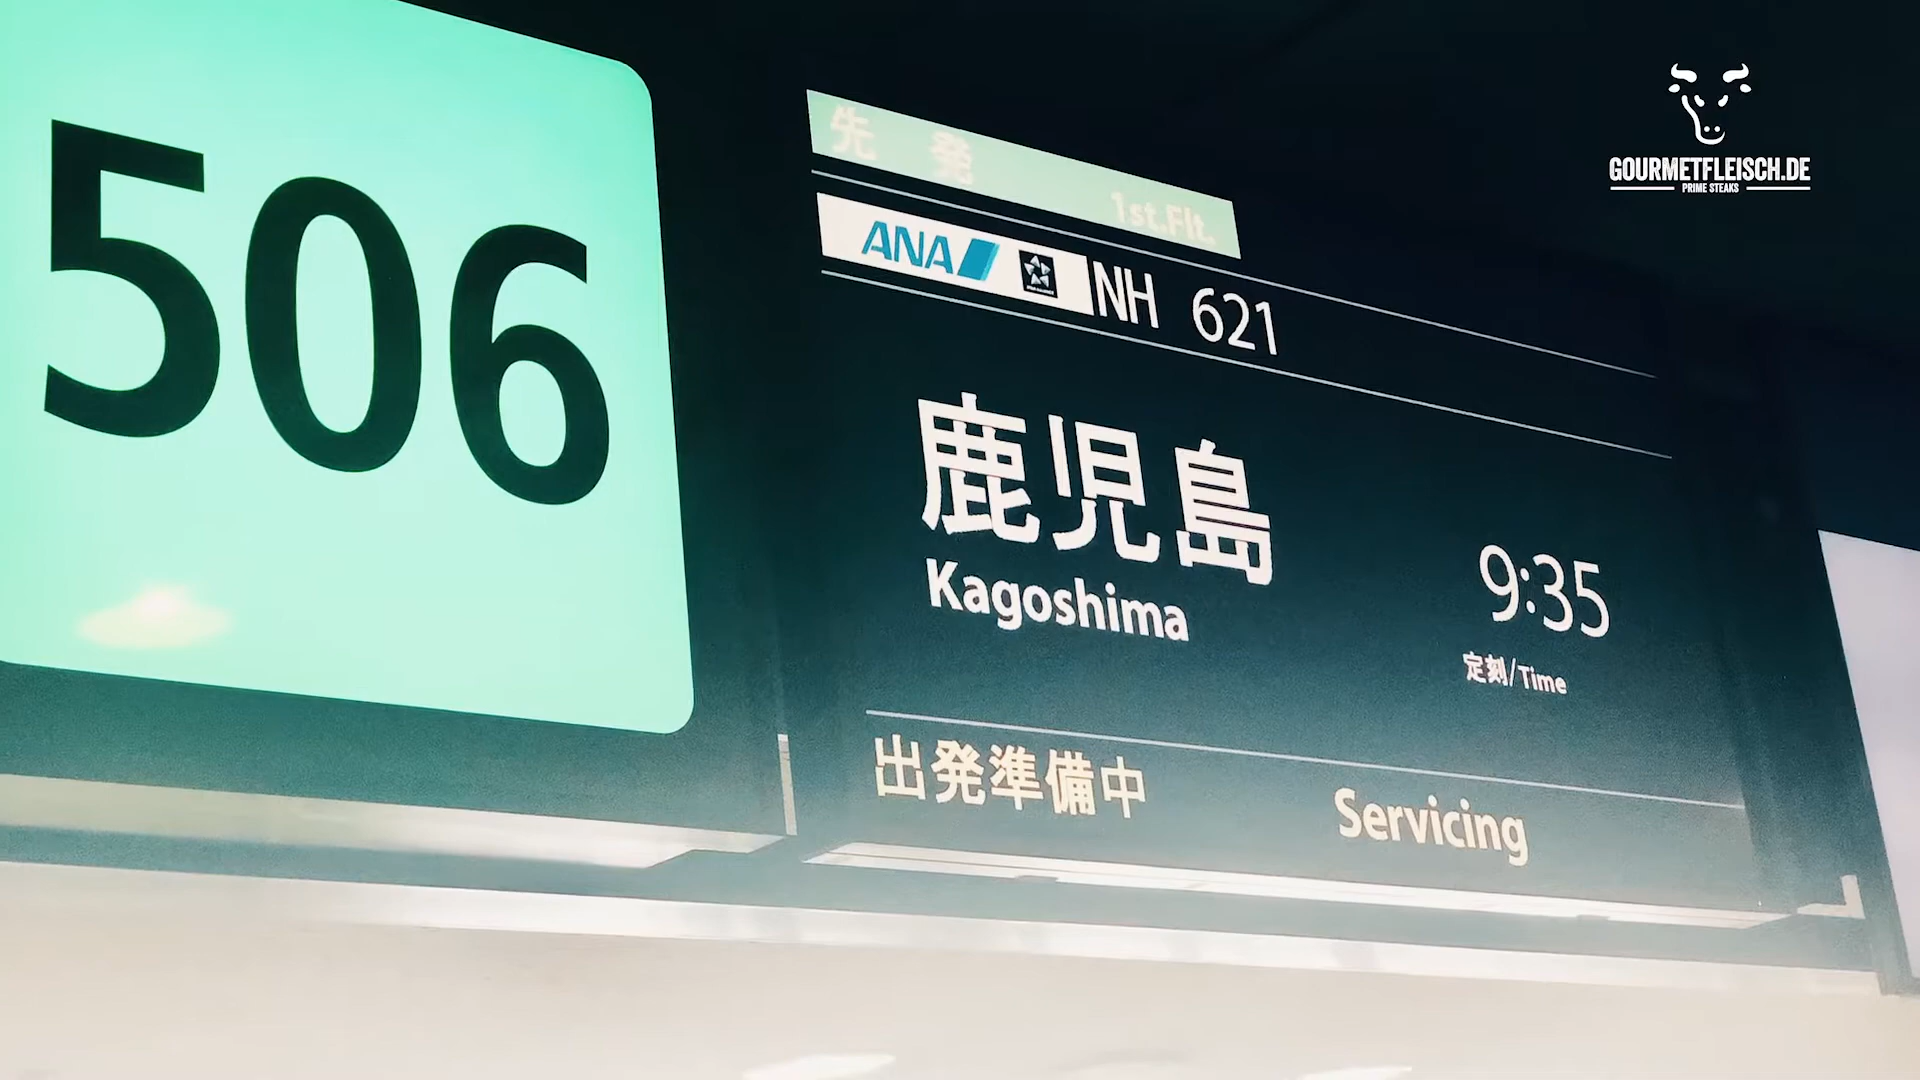 506
先 発
1st.Flt.
ANA NH 621
鹿児島
Kagoshima
9:35
定刻/Time
出発準備中 Servicing
GOURMETFLEISCH.DE
PRIME STEAKS